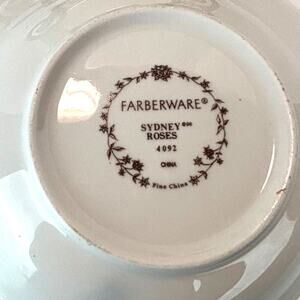 FARBERWARE®
SYDNEY
ROSES
4092
CHINA
Fine China